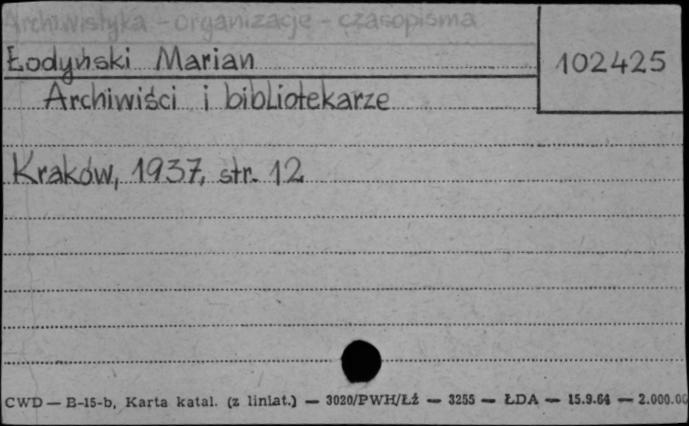 Archiwistyka - organizacje - czasopisma
Łodyński Marian
102425
Archiwiści i bibliotekarze
Kraków, 1937, str. 12
CWD — B-15-b, Karta katal. (z liniat.) — 3020/PWH/Łź — 3255 — ŁDA — 15.9.64 — 2.000.00